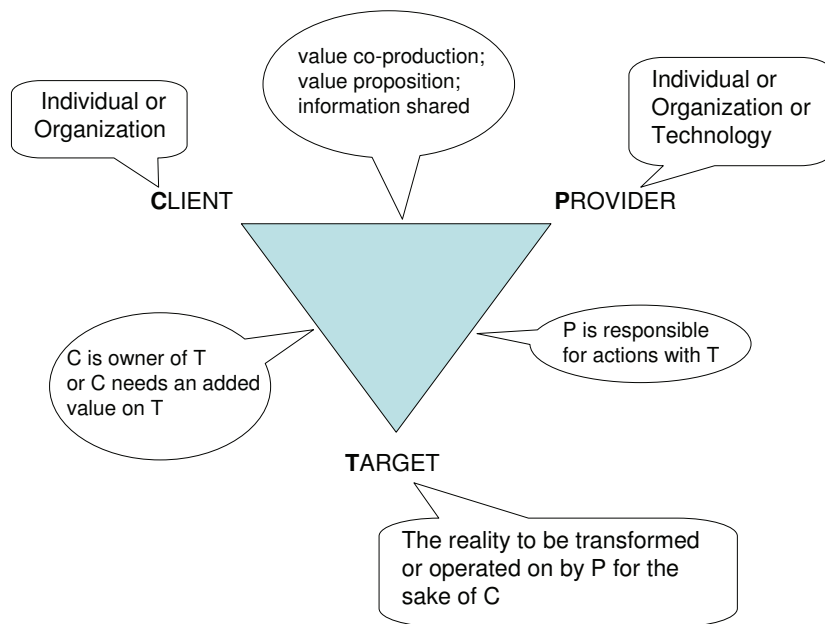 value co-production;
value proposition;
information shared
Individual or
Organization
Individual or
Organization or
Technology
CLIENT
PROVIDER
C is owner of T
or C needs an added
value on T
P is responsible
for actions with T
TARGET
The reality to be transformed
or operated on by P for the
sake of C